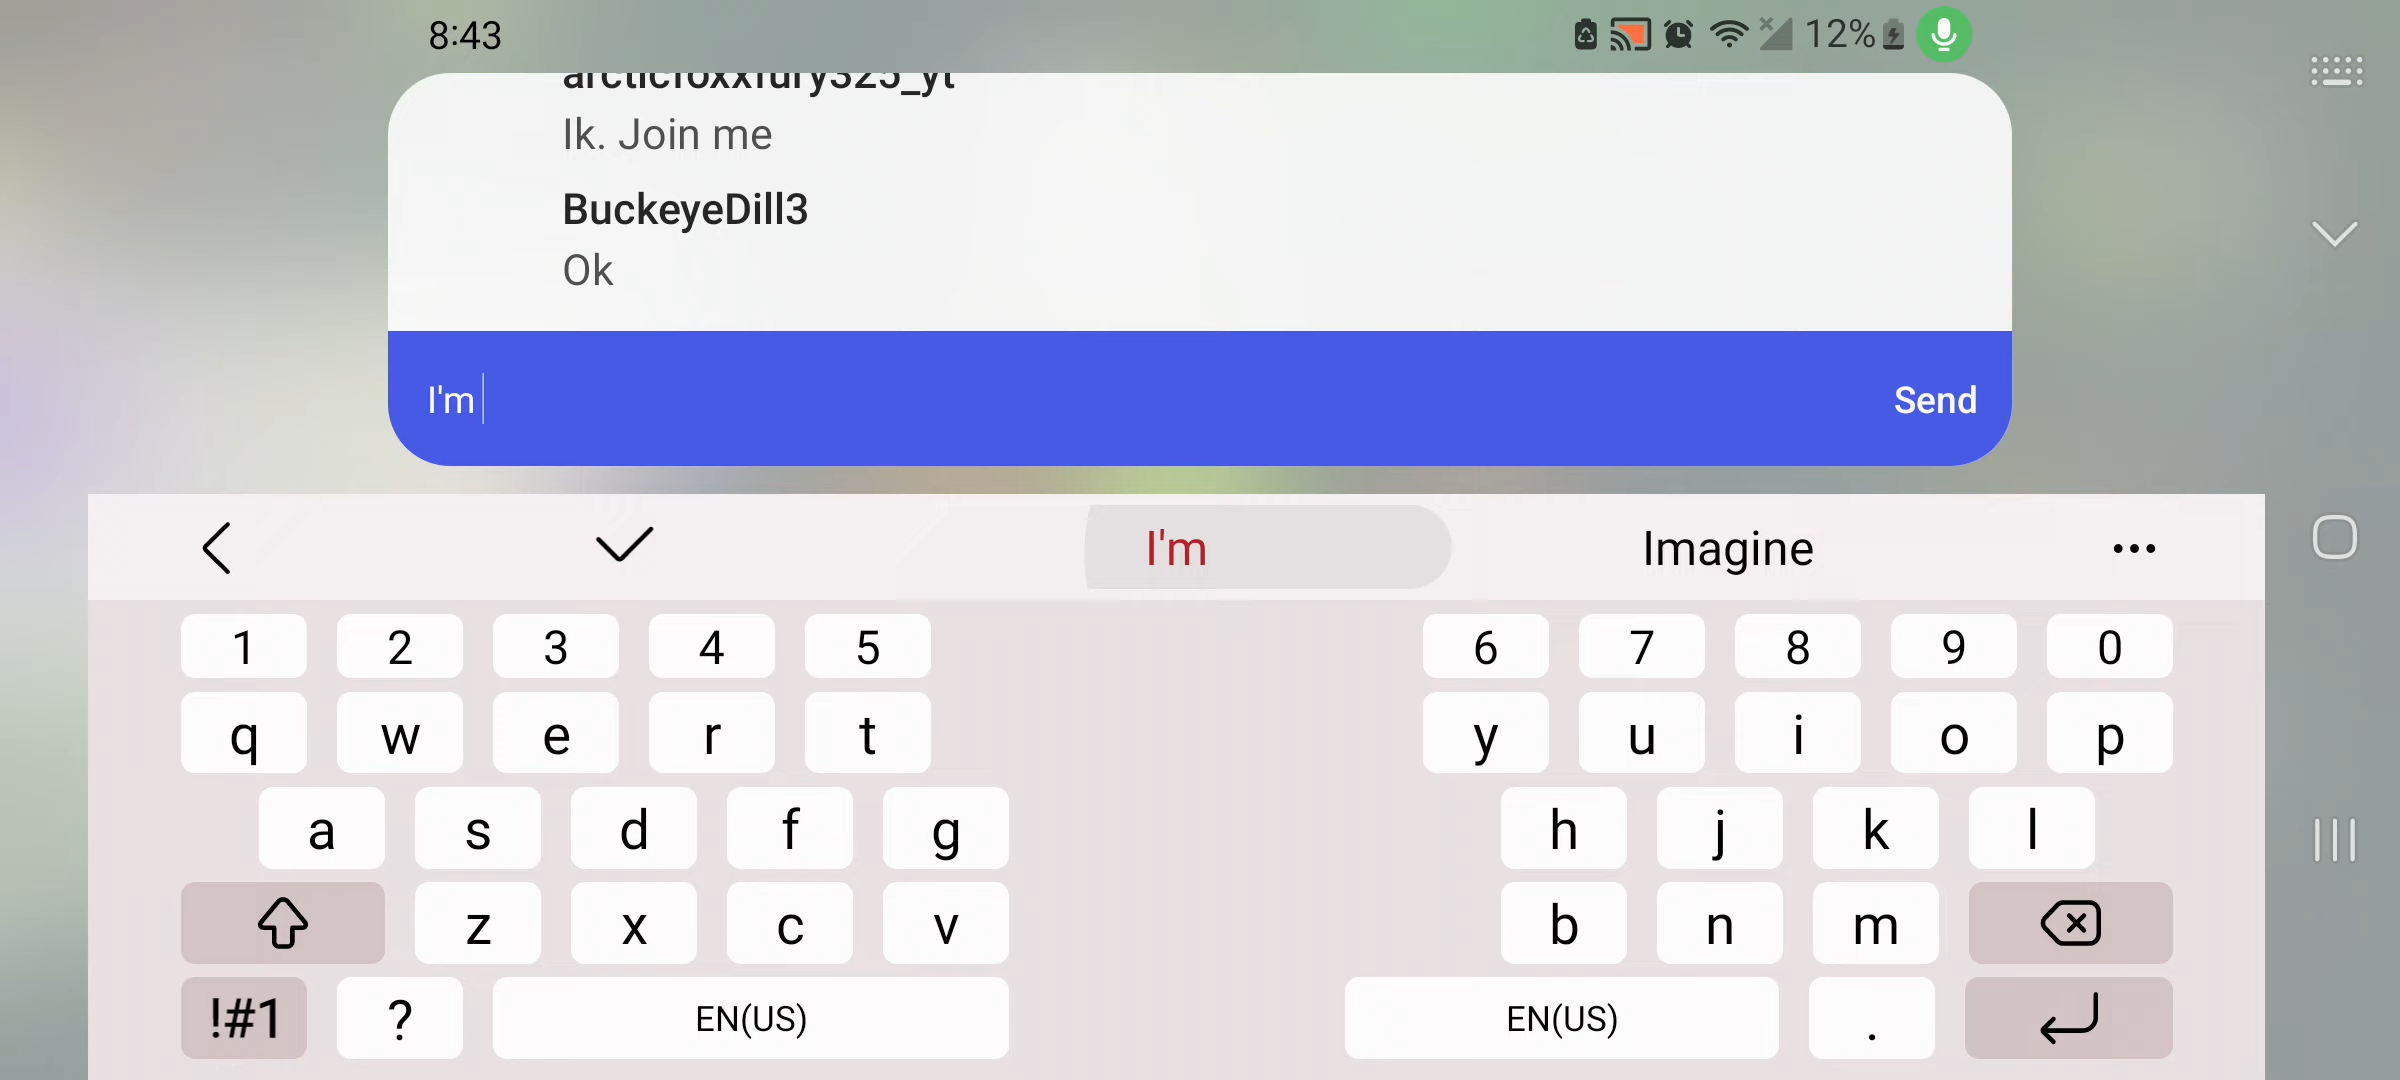 8:43 12%
arcticfoxxfury325_yt
Ik. Join me
BuckeyeDill3
Ok
I'm Send
I'm Imagine ...
1 2 3 4 5 6 7 8 9 0
q w e r t y u i o p
a s d f g h j k l
z x c v b n m
!#1 ? EN(US) EN(US) .